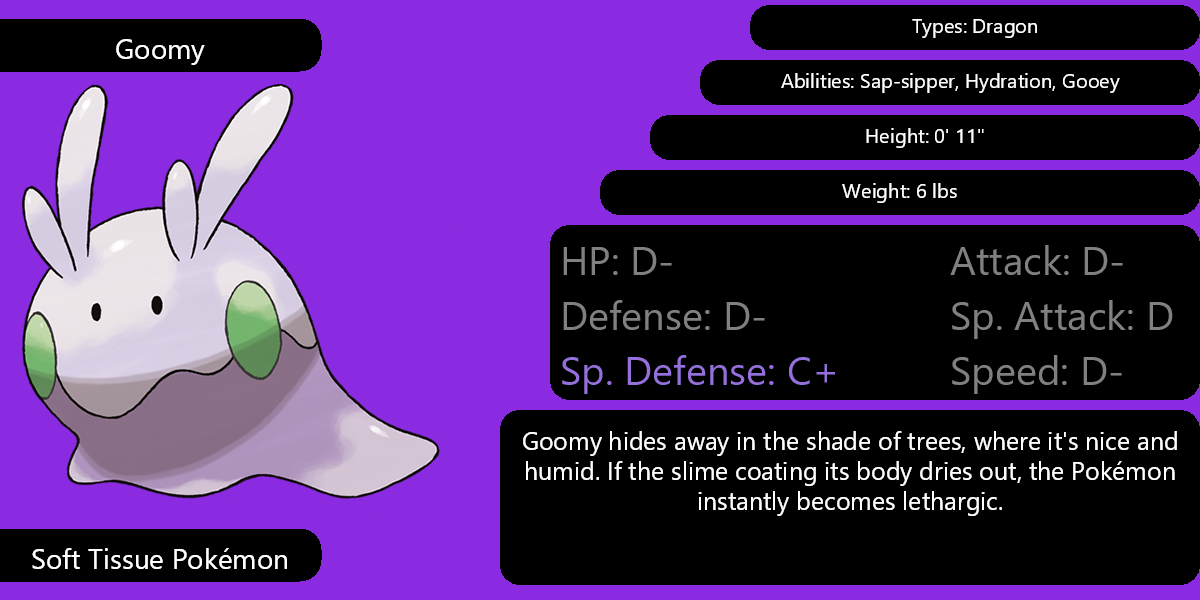 Goomy
Types: Dragon
Abilities: Sap-sipper, Hydration, Gooey
Height: 0' 11"
Weight: 6 lbs
HP: D-
Attack: D-
Defense: D-
Sp. Attack: D
Sp. Defense: C+
Speed: D-
Goomy hides away in the shade of trees, where it's nice and
humid. If the slime coating its body dries out, the Pokémon
instantly becomes lethargic.
Soft Tissue Pokémon